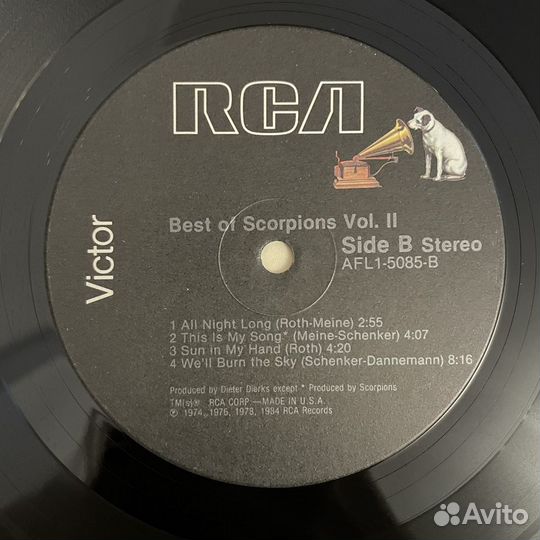 RCA
Victor
Best of Scorpions Vol. II
Side B Stereo
AFL1-5085-B
1 All Night Long (Roth-Meine) 2:55
2 This Is My Song* (Meine-Schenker) 4:07
3 Sun in My Hand (Roth) 4:20
4 We'll Burn the Sky (Schenker-Dannemann) 8:16
Produced by Dieter Dierks except * Produced by Scorpions
TM(s)® RCA CORP—MADE IN U.S.A.
℗ 1974, 1975, 1978, 1984 RCA Records
Avito